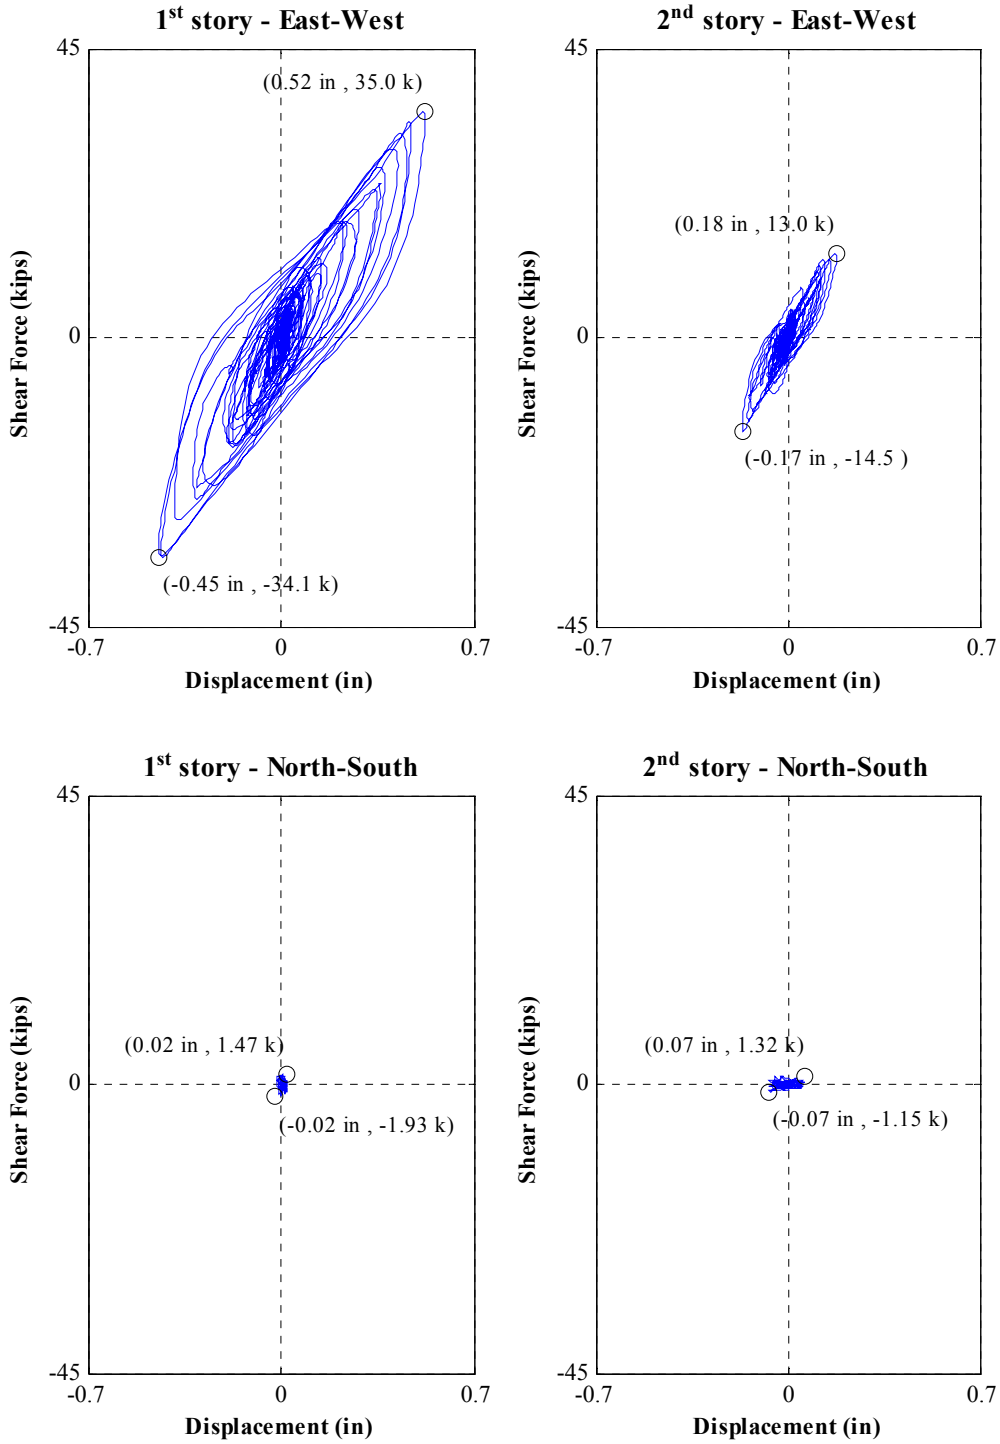 1st story - East-West
45
(0.52 in , 35.0 k)
Shear Force (kips)
0
(-0.45 in , -34.1 k)
-45
-0.7 0 0.7
Displacement (in)
2nd story - East-West
45
(0.18 in , 13.0 k)
Shear Force (kips)
0
(-0.17 in , -14.5 )
-45
-0.7 0 0.7
Displacement (in)
1st story - North-South
45
(0.02 in , 1.47 k)
Shear Force (kips)
0
(-0.02 in , -1.93 k)
-45
-0.7 0 0.7
Displacement (in)
2nd story - North-South
45
(0.07 in , 1.32 k)
Shear Force (kips)
0
(-0.07 in , -1.15 k)
-45
-0.7 0 0.7
Displacement (in)